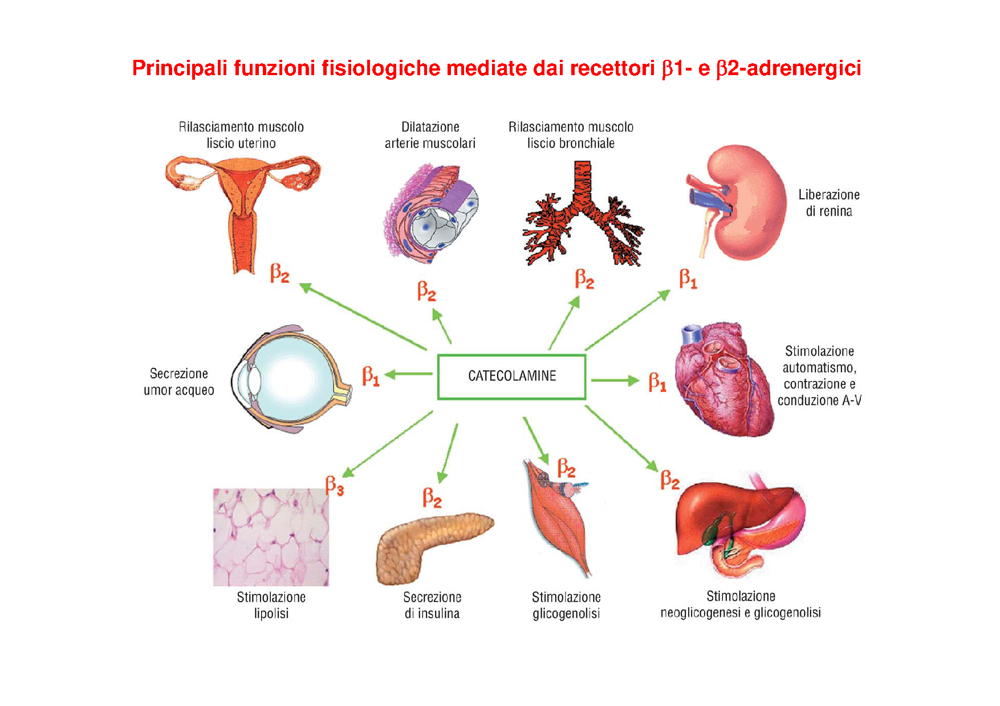 Principali funzioni fisiologiche mediate dai recettori β1- e β2-adrenergici
Rilasciamento muscolo
liscio uterino
Dilatazione
arterie muscolari
Rilasciamento muscolo
liscio bronchiale
Liberazione
di renina
β2
β2
β2
β1
Secrezione
umor acqueo
β1
CATECOLAMINE
β1
Stimolazione
automatismo,
contrazione e
conduzione A-V
β3
β2
β2
β2
Stimolazione
lipolisi
Secrezione
di insulina
Stimolazione
glicogenolisi
Stimolazione
neoglicogenesi e glicogenolisi